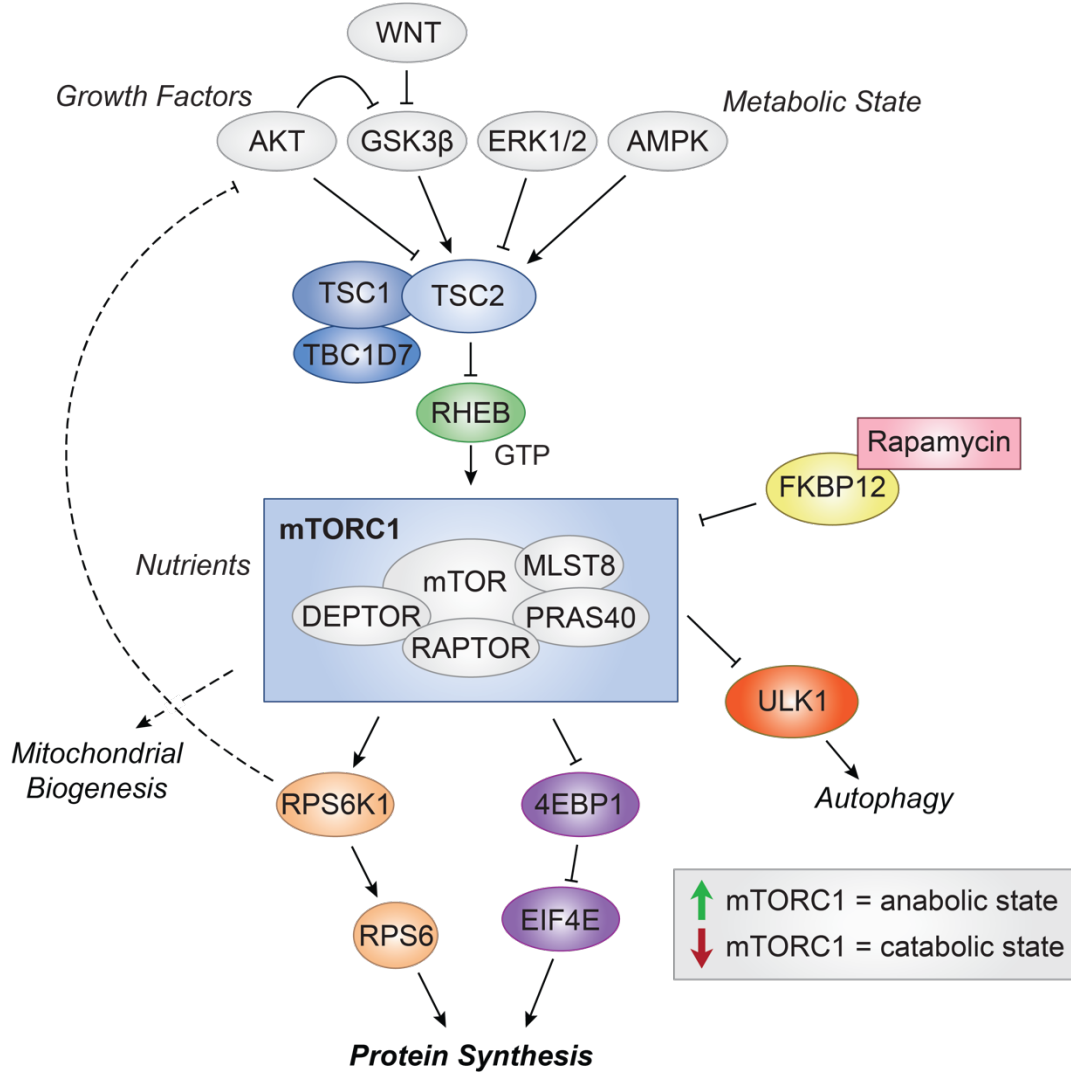 WNT
Growth Factors
Metabolic State
AKT
GSK3β
ERK1/2
AMPK
TSC1
TSC2
TBC1D7
RHEB
GTP
Rapamycin
FKBP12
mTORC1
Nutrients
mTOR
MLST8
DEPTOR
PRAS40
RAPTOR
ULK1
Mitochondrial
Biogenesis
RPS6K1
4EBP1
Autophagy
RPS6
EIF4E
mTORC1 = anabolic state
mTORC1 = catabolic state
Protein Synthesis